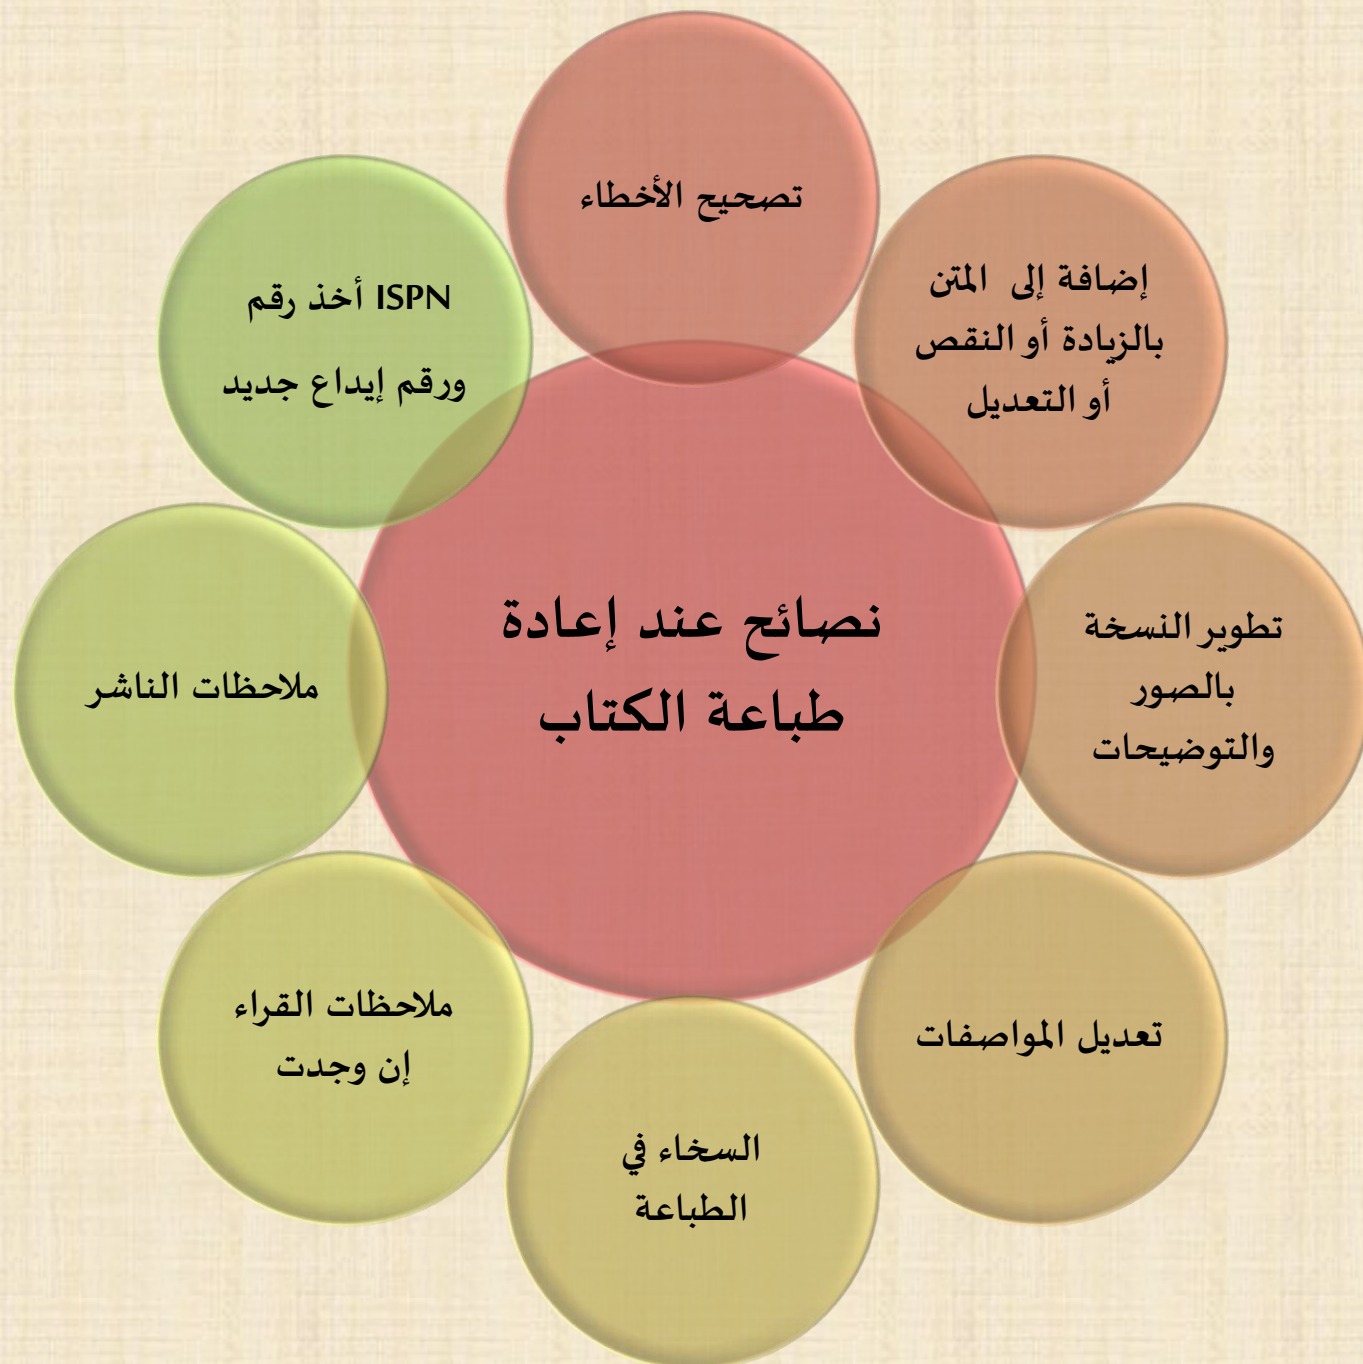 نصائح عند إعادة
طباعة الكتاب
تصحيح الأخطاء
إضافة إلى المتن
بالزيادة أو النقص
أو التعديل
تطوير النسخة
بالصور
والتوضيحات
تعديل المواصفات
السخاء في
الطباعة
ملاحظات القراء
إن وجدت
ملاحظات الناشر
ISPN أخذ رقم
ورقم إيداع جديد